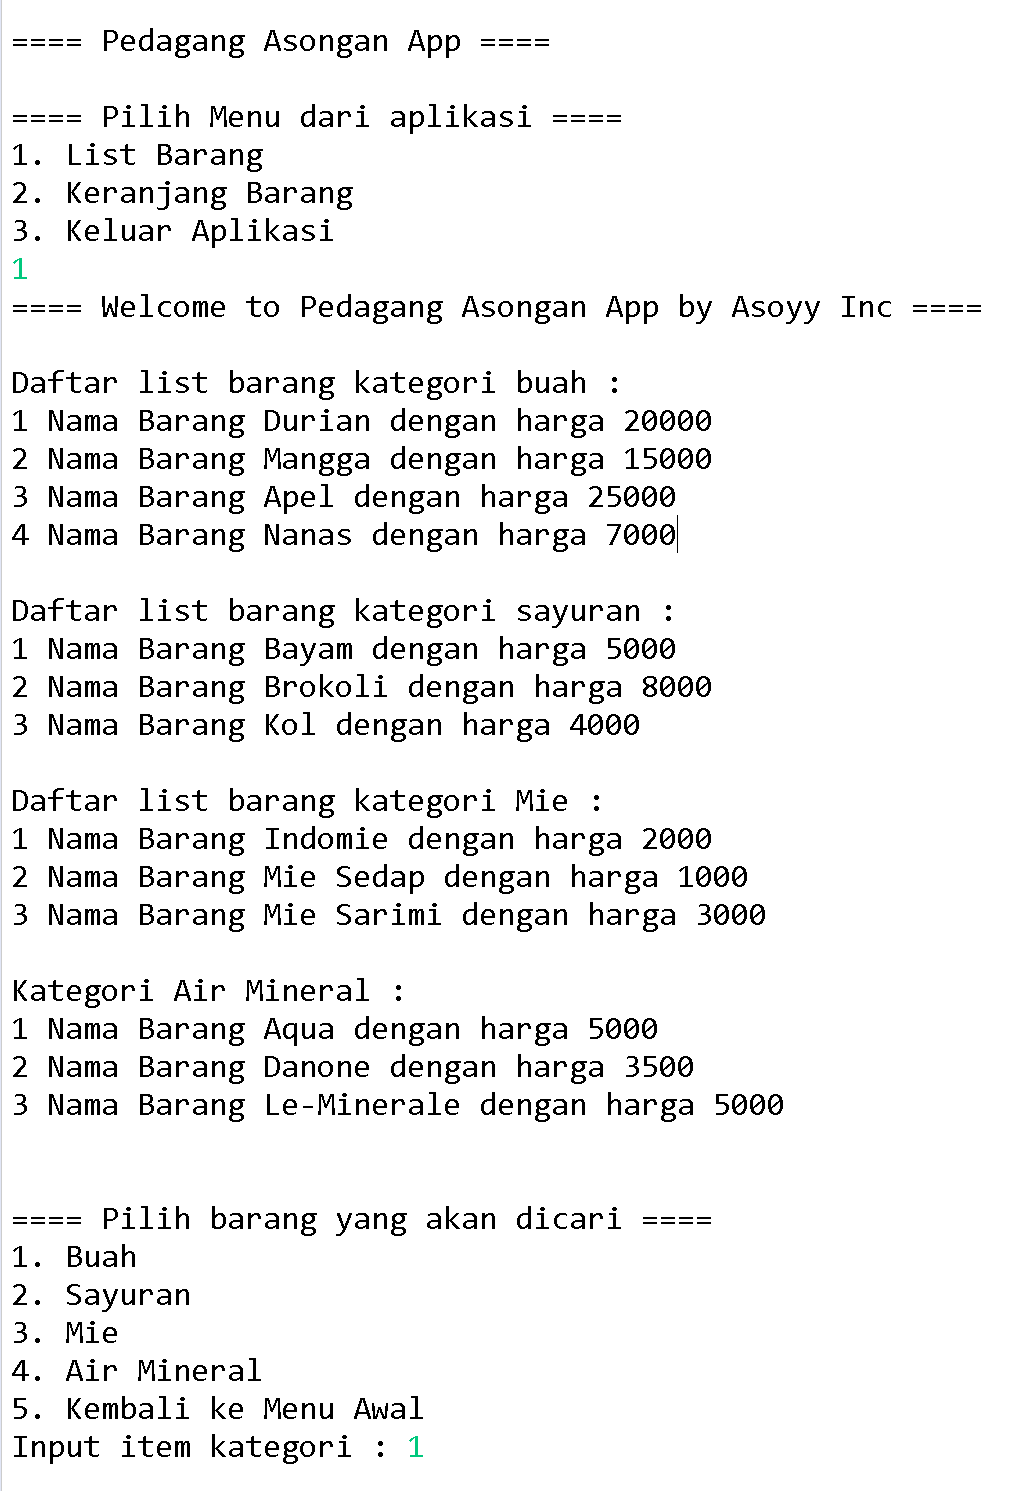 ==== Pedagang Asongan App ====
==== Pilih Menu dari aplikasi ====
1. List Barang
2. Keranjang Barang
3. Keluar Aplikasi
1
==== Welcome to Pedagang Asongan App by Asoyy Inc ====
Daftar list barang kategori buah :
1 Nama Barang Durian dengan harga 20000
2 Nama Barang Mangga dengan harga 15000
3 Nama Barang Apel dengan harga 25000
4 Nama Barang Nanas dengan harga 7000
Daftar list barang kategori sayuran :
1 Nama Barang Bayam dengan harga 5000
2 Nama Barang Brokoli dengan harga 8000
3 Nama Barang Kol dengan harga 4000
Daftar list barang kategori Mie :
1 Nama Barang Indomie dengan harga 2000
2 Nama Barang Mie Sedap dengan harga 1000
3 Nama Barang Mie Sarimi dengan harga 3000
Kategori Air Mineral :
1 Nama Barang Aqua dengan harga 5000
2 Nama Barang Danone dengan harga 3500
3 Nama Barang Le-Minerale dengan harga 5000
==== Pilih barang yang akan dicari ====
1. Buah
2. Sayuran
3. Mie
4. Air Mineral
5. Kembali ke Menu Awal
Input item kategori : 1